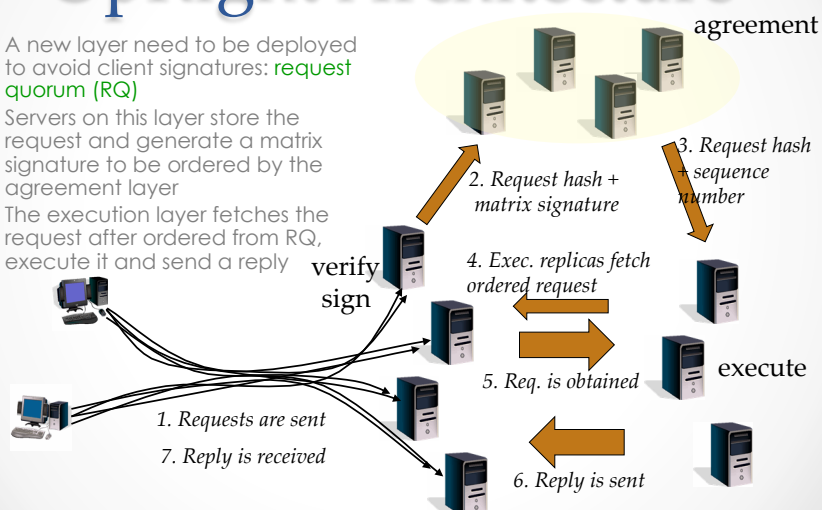 UpRight Architecture
A new layer need to be deployed
to avoid client signatures: request
quorum (RQ)
Servers on this layer store the
request and generate a matrix
signature to be ordered by the
agreement layer
The execution layer fetches the
request after ordered from RQ,
execute it and send a reply
agreement
3. Request hash
+ sequence
number
2. Request hash +
matrix signature
verify
sign
4. Exec. replicas fetch
ordered request
5. Req. is obtained
execute
1. Requests are sent
7. Reply is received
6. Reply is sent